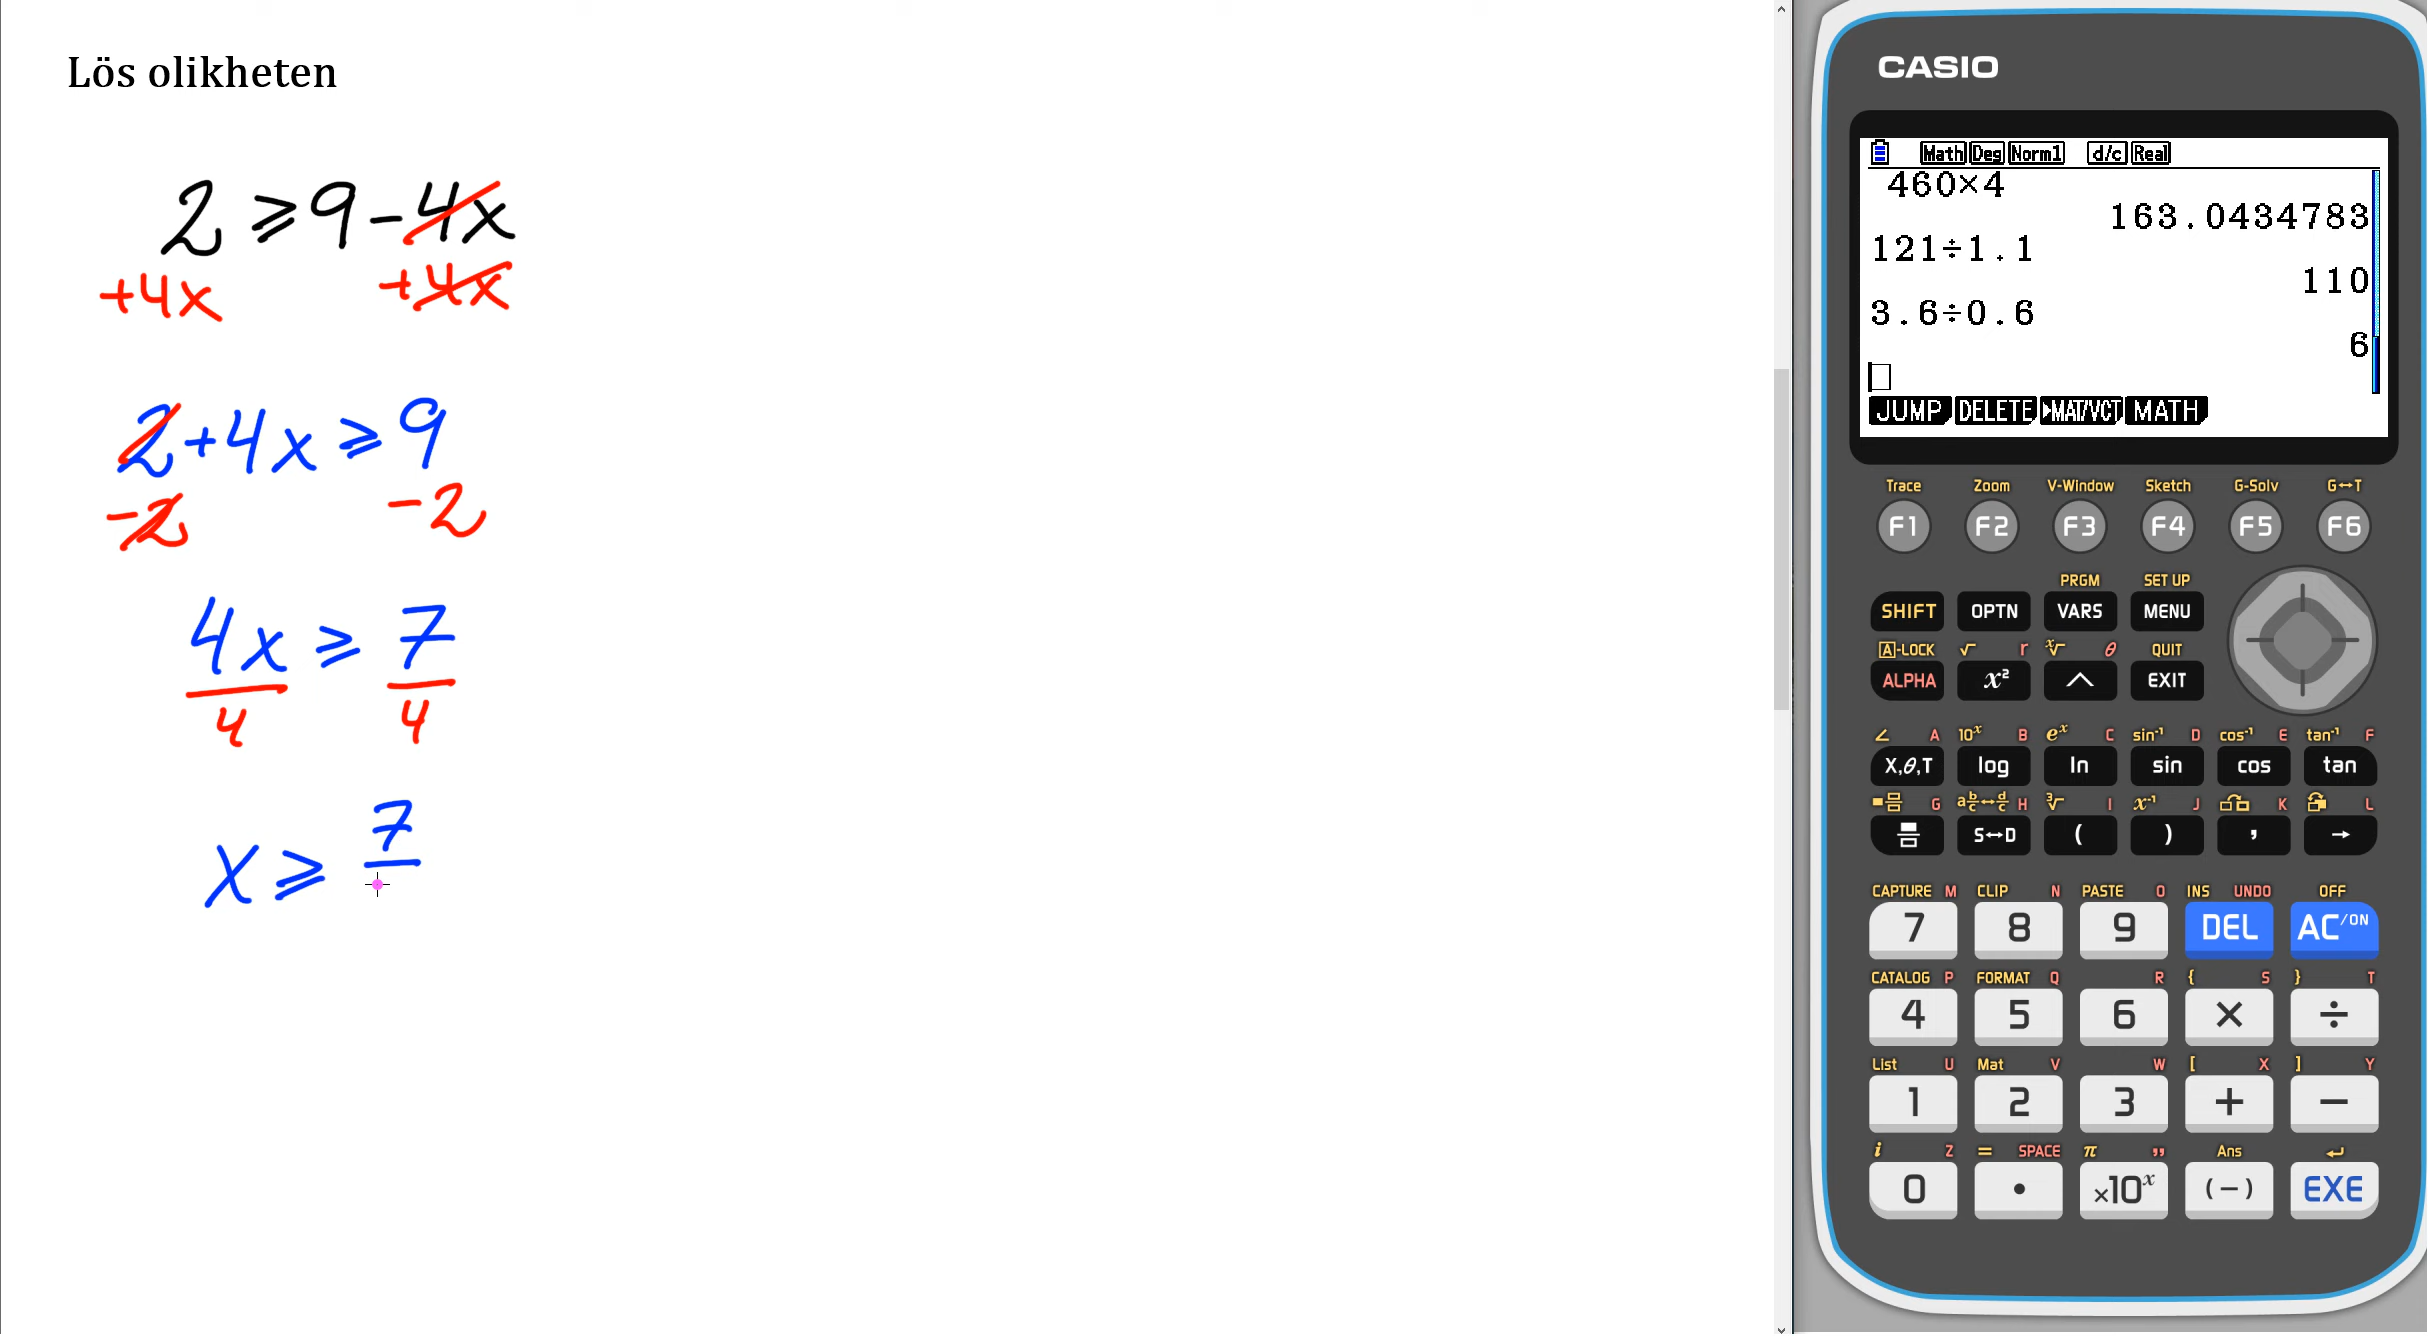 Lös olikheten
2 ⩾ 9 - 4x
+4x +4x
2 + 4x ⩾ 9
-2 -2
4x ⩾ 7
4 4
x ⩾ 7
CASIO
Math Deg Norm1 d/c Real
460×4
163.0434783
121÷1.1
110
3.6÷0.6
6
JUMP DELETE ▶MAT/VCT MATH
Trace Zoom V-Window Sketch G-Solv G↔T
F1 F2 F3 F4 F5 F6
PRGM SET UP
SHIFT OPTN VARS MENU
A-LOCK √ r ˣ√ θ QUIT
ALPHA x² ^ EXIT
∠ A 10ˣ B eˣ C sin⁻¹ D cos⁻¹ E tan⁻¹ F
X,θ,T log ln sin cos tan
G a b/c↔d/c H ³√ I x⁻¹ J K L
S↔D ( ) , →
CAPTURE M CLIP N PASTE O INS UNDO OFF
7 8 9 DEL AC/ON
CATALOG P FORMAT Q R { S } T
4 5 6 × ÷
List U Mat V W [ X ] Y
1 2 3 + −
i Z = SPACE π " Ans ↵
0 • ×10ˣ (−) EXE